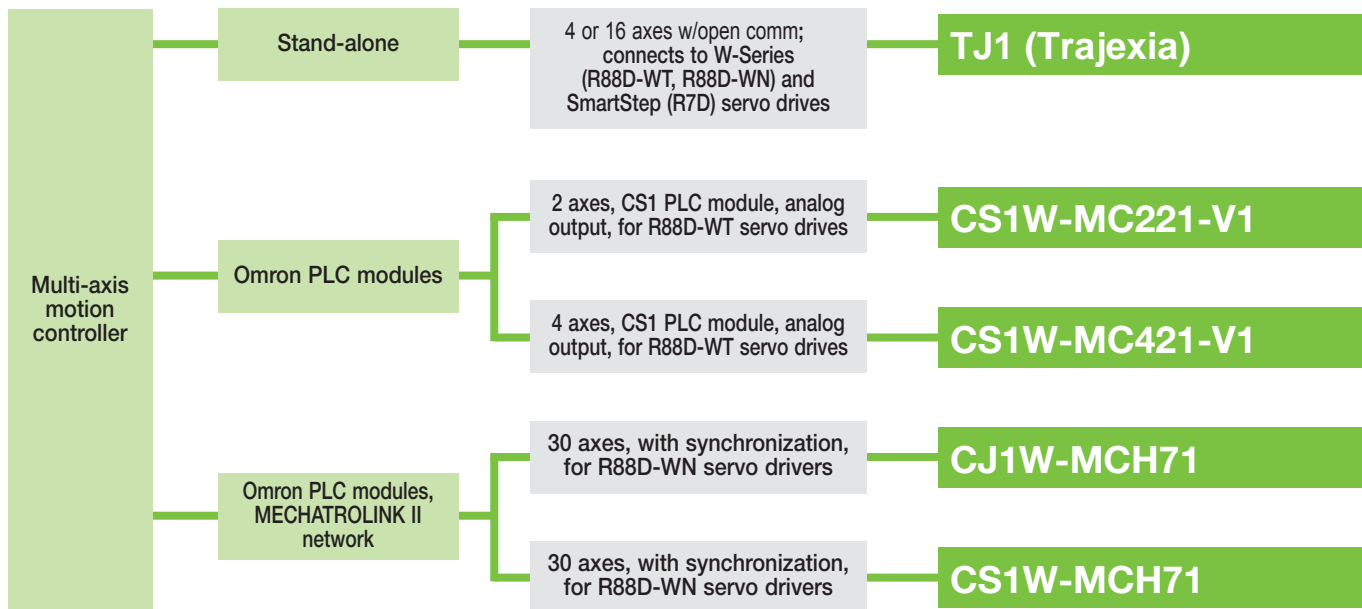 Multi-axis
motion
controller
Stand-alone
4 or 16 axes w/open comm;
connects to W-Series
(R88D-WT, R88D-WN) and
SmartStep (R7D) servo drives
TJ1 (Trajexia)
Omron PLC modules
2 axes, CS1 PLC module, analog
output, for R88D-WT servo drives
CS1W-MC221-V1
4 axes, CS1 PLC module, analog
output, for R88D-WT servo drives
CS1W-MC421-V1
Omron PLC modules,
MECHATROLINK II
network
30 axes, with synchronization,
for R88D-WN servo drivers
CJ1W-MCH71
30 axes, with synchronization,
for R88D-WN servo drivers
CS1W-MCH71